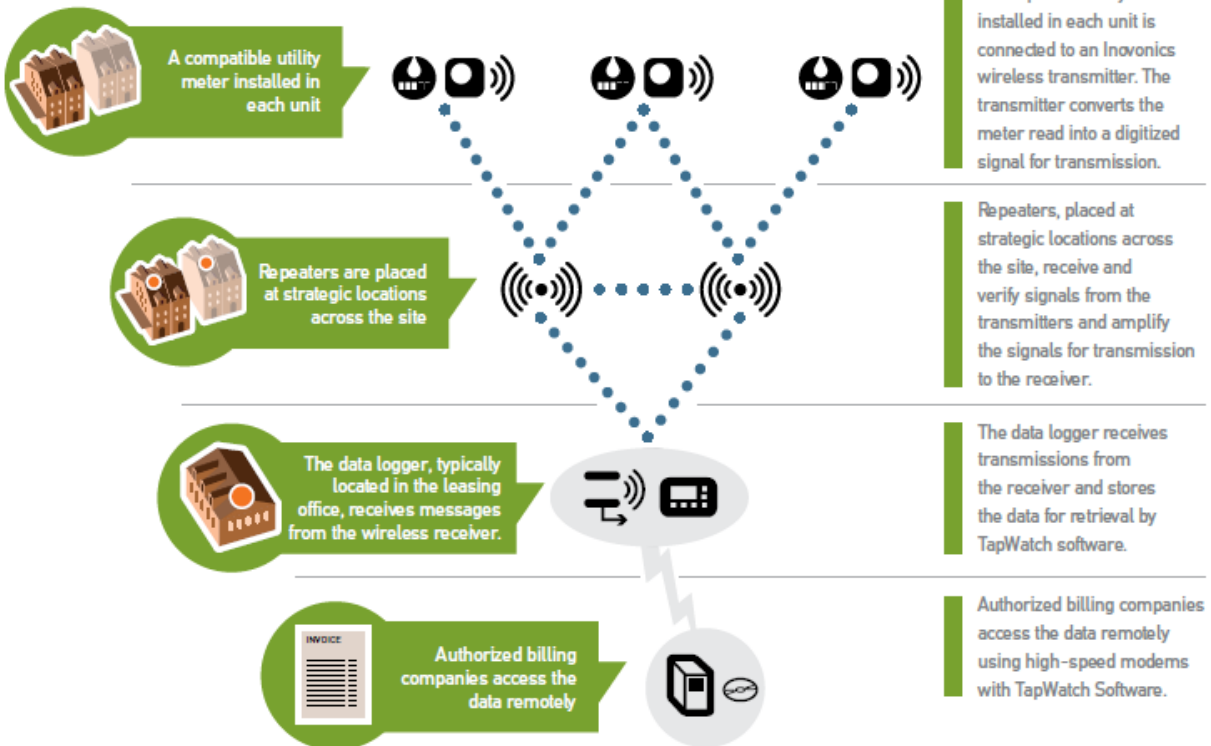 A compatible utility
meter installed in
each unit
installed in each unit is
connected to an Inovonics
wireless transmitter. The
transmitter converts the
meter read into a digitized
signal for transmission.
Repeaters are placed
at strategic locations
across the site
Repeaters, placed at
strategic locations across
the site, receive and
verify signals from the
transmitters and amplify
the signals for transmission
to the receiver.
The data logger, typically
located in the leasing
office, receives messages
from the wireless receiver.
The data logger receives
transmissions from
the receiver and stores
the data for retrieval by
TapWatch software.
INVOICE
Authorized billing
companies access the
data remotely
Authorized billing companies
access the data remotely
using high-speed modems
with TapWatch Software.